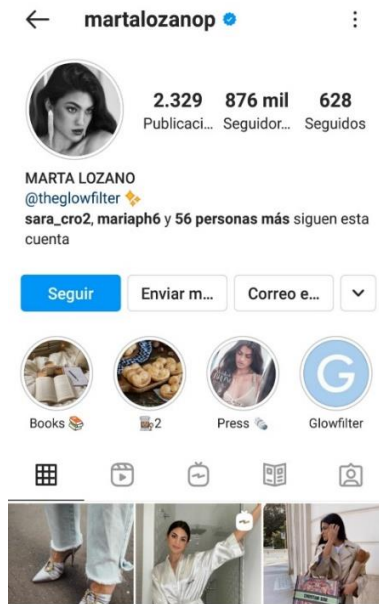 martalozanop
2.329 876 mil 628
Publicaci... Seguidor... Seguidos
MARTA LOZANO
@theglowfilter
sara_cro2, mariaph6 y 56 personas más siguen esta
cuenta
Seguir Enviar m... Correo e...
G
Books 📚 2 Press 🗞️ Glowfilter